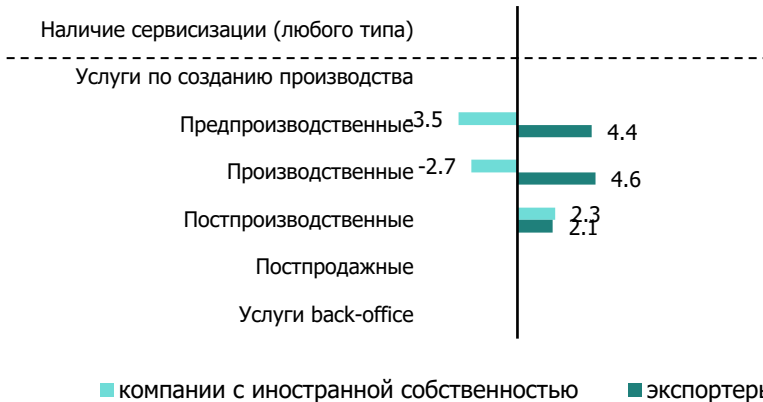 Наличие сервисизации (любого типа)
Услуги по созданию производства
Предпроизводственные
-3.5
4.4
Производственные
-2.7
4.6
Постпроизводственные
2.3
2.1
Постпродажные
Услуги back-office
компании с иностранной собственностью
экспортеры